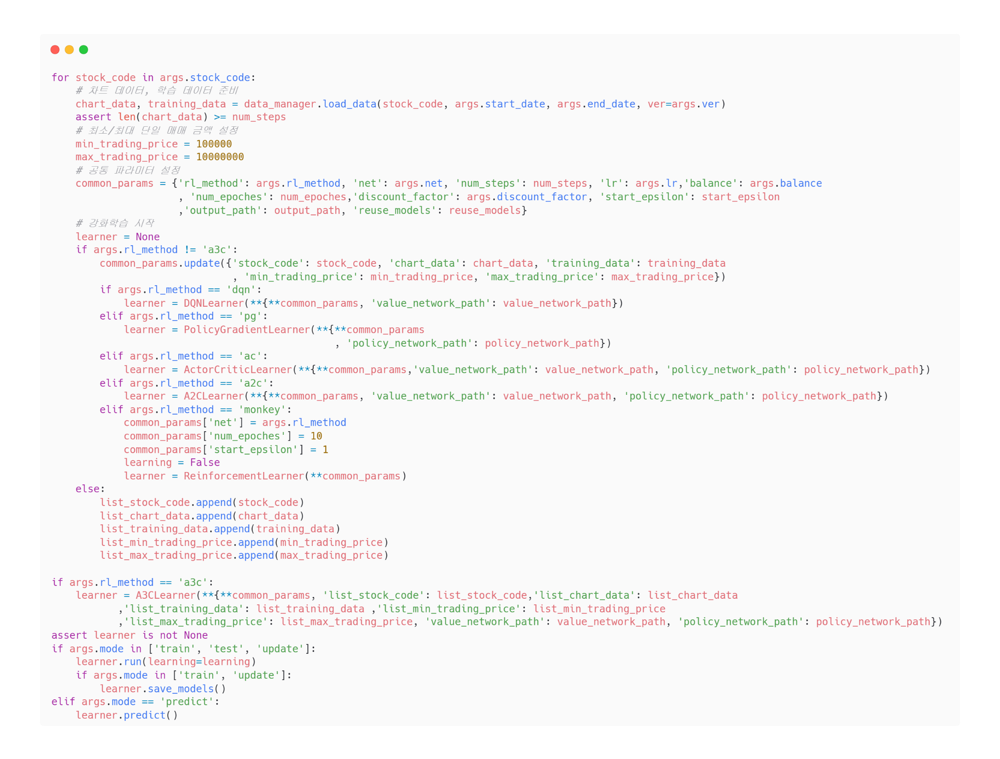 for stock_code in args.stock_code:
    # 차트 데이터, 학습 데이터 준비
    chart_data, training_data = data_manager.load_data(stock_code, args.start_date, args.end_date, ver=args.ver)
    assert len(chart_data) >= num_steps
    # 최소/최대 단일 매매 금액 설정
    min_trading_price = 100000
    max_trading_price = 10000000
    # 공통 파라미터 설정
    common_params = {'rl_method': args.rl_method, 'net': args.net, 'num_steps': num_steps, 'lr': args.lr,'balance': args.balance
                     , 'num_epoches': num_epoches,'discount_factor': args.discount_factor, 'start_epsilon': start_epsilon
                     ,'output_path': output_path, 'reuse_models': reuse_models}
    # 강화학습 시작
    learner = None
    if args.rl_method != 'a3c':
        common_params.update({'stock_code': stock_code, 'chart_data': chart_data, 'training_data': training_data
                              , 'min_trading_price': min_trading_price, 'max_trading_price': max_trading_price})
        if args.rl_method == 'dqn':
            learner = DQNLearner(**{**common_params, 'value_network_path': value_network_path})
        elif args.rl_method == 'pg':
            learner = PolicyGradientLearner(**{**common_params
                                               , 'policy_network_path': policy_network_path})
        elif args.rl_method == 'ac':
            learner = ActorCriticLearner(**{**common_params,'value_network_path': value_network_path, 'policy_network_path': policy_network_path})
        elif args.rl_method == 'a2c':
            learner = A2CLearner(**{**common_params, 'value_network_path': value_network_path, 'policy_network_path': policy_network_path})
        elif args.rl_method == 'monkey':
            common_params['net'] = args.rl_method
            common_params['num_epoches'] = 10
            common_params['start_epsilon'] = 1
            learning = False
            learner = ReinforcementLearner(**common_params)
    else:
        list_stock_code.append(stock_code)
        list_chart_data.append(chart_data)
        list_training_data.append(training_data)
        list_min_trading_price.append(min_trading_price)
        list_max_trading_price.append(max_trading_price)

if args.rl_method == 'a3c':
    learner = A3CLearner(**{**common_params, 'list_stock_code': list_stock_code,'list_chart_data': list_chart_data
           ,'list_training_data': list_training_data ,'list_min_trading_price': list_min_trading_price
           ,'list_max_trading_price': list_max_trading_price, 'value_network_path': value_network_path, 'policy_network_path': policy_network_path})
assert learner is not None
if args.mode in ['train', 'test', 'update']:
    learner.run(learning=learning)
    if args.mode in ['train', 'update']:
        learner.save_models()
elif args.mode == 'predict':
    learner.predict()